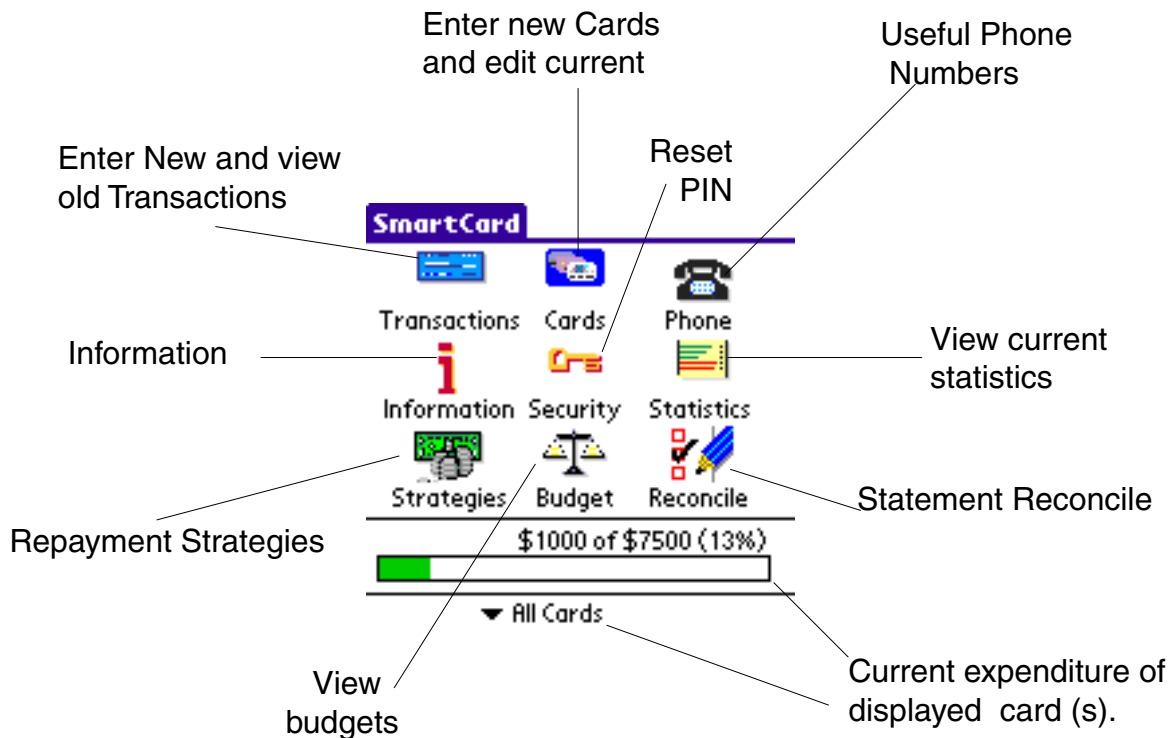 Enter new Cards
and edit current
Useful Phone
Numbers
Enter New and view
old Transactions
Reset
PIN
SmartCard
Transactions Cards Phone
Information
View current
statistics
Information Security Statistics
Strategies Budget Reconcile
Statement Reconcile
Repayment Strategies
$1000 of $7500 (13%)
All Cards
View
budgets
Current expenditure of
displayed card (s).